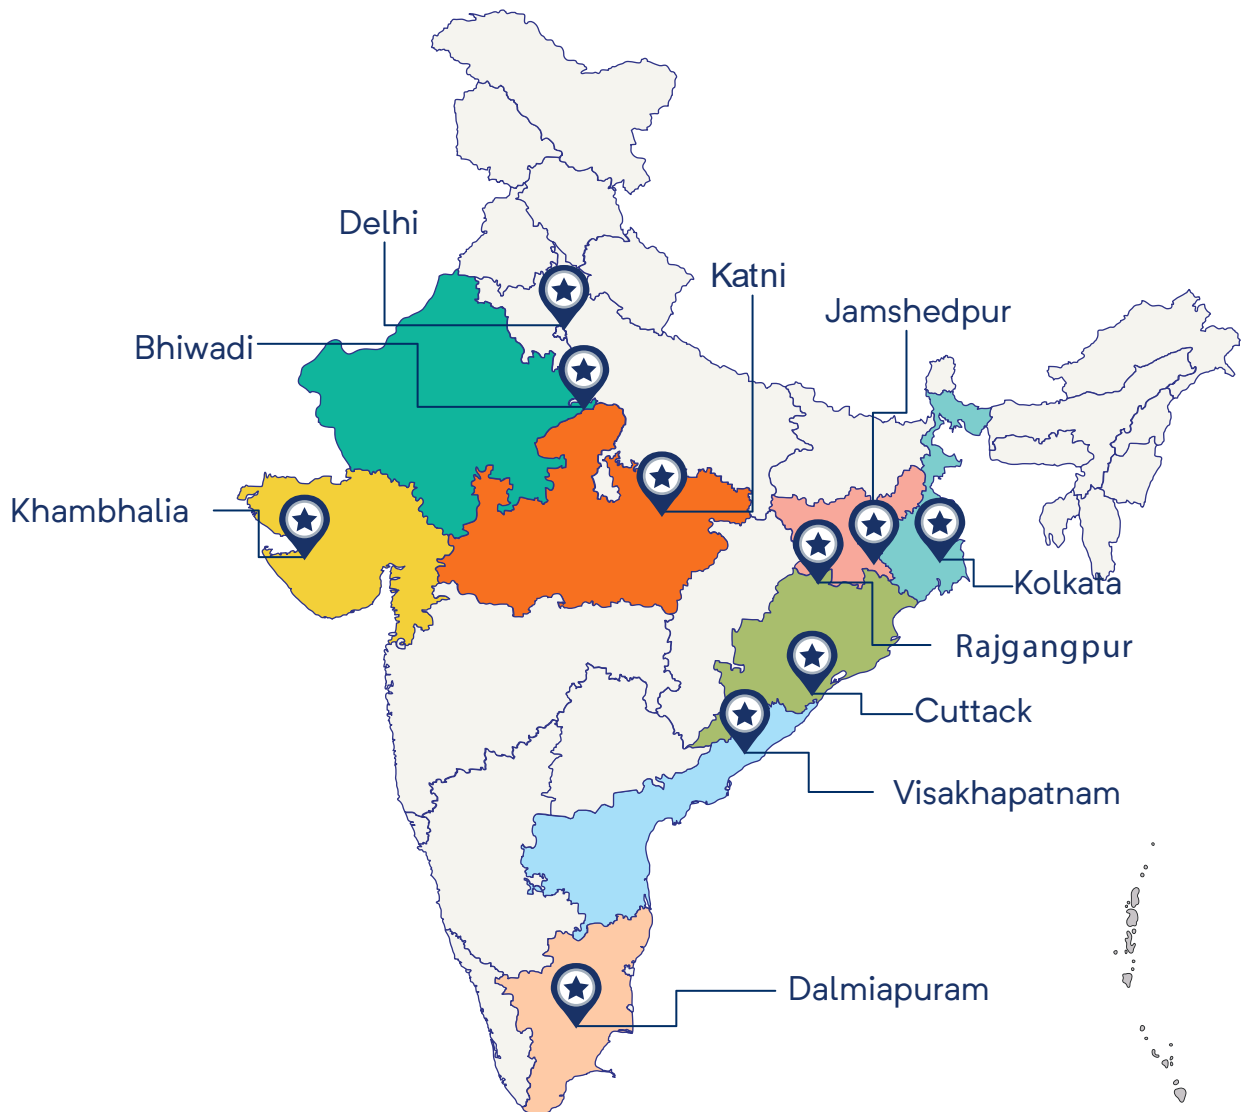 Delhi
Katni
Jamshedpur
Bhiwadi
Khambhalia
Kolkata
Rajgangpur
Cuttack
Visakhapatnam
Dalmiapuram